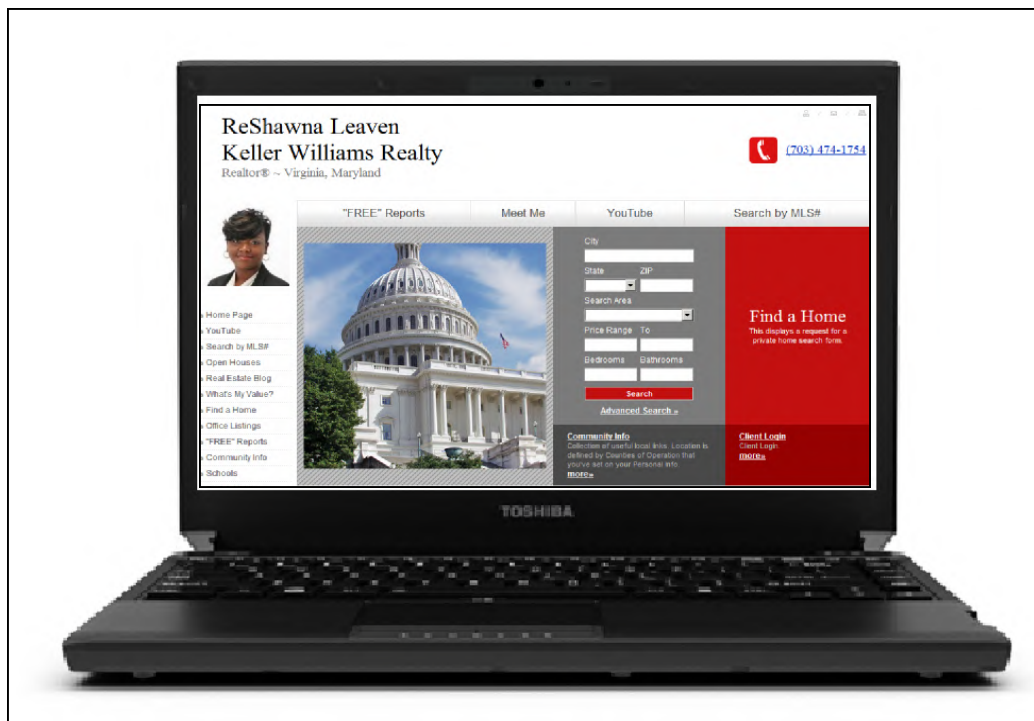 ReShawna Leaven
Keller Williams Realty
Realtor® ~ Virginia, Maryland
(703) 474-1754
"FREE" Reports
Meet Me
YouTube
Search by MLS#
Home Page
YouTube
Search by MLS#
Open Houses
Real Estate Blog
What's My Value?
Find a Home
Office Listings
"FREE" Reports
Community Info
Schools
City
State ZIP
Search Area
Price Range To
Bedrooms Bathrooms
Search
Advanced Search »
Find a Home
This displays a request for a
private home search form.
Community Info
Collection of useful local links. Location is
defined by Counties of Operation that
you've set on your Personal info.
more»
Client Login
Client Login.
more»
TOSHIBA